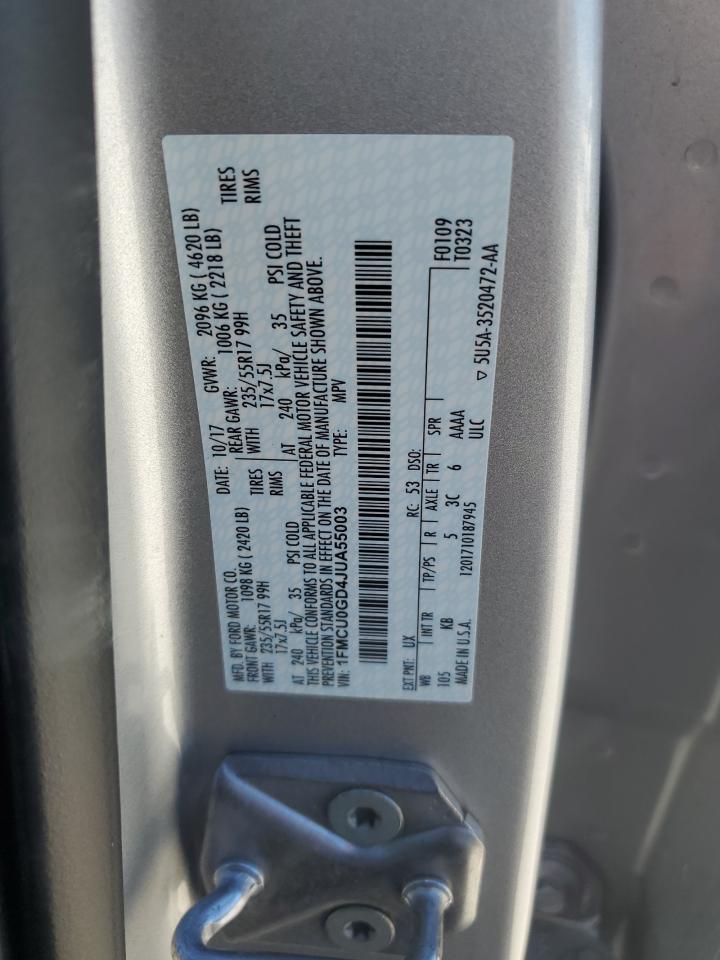 MFD. BY FORD MOTOR CO. DATE: 10/17 GVWR: 2096 KG ( 4620 LB)
FRONT GAWR: 1098 KG ( 2420 LB) REAR GAWR: 1006 KG ( 2218 LB)
WITH 235/55R17 99H TIRES WITH 235/55R17 99H TIRES
17x7.5J RIMS 17x7.5J RIMS
AT 240 kPa/ 35 PSI COLD AT 240 kPa/ 35 PSI COLD
THIS VEHICLE CONFORMS TO ALL APPLICABLE FEDERAL MOTOR VEHICLE SAFETY AND THEFT
PREVENTION STANDARDS IN EFFECT ON THE DATE OF MANUFACTURE SHOWN ABOVE.
VIN: 1FMCU0GD4JUA55003 TYPE: MPV
EXT PNT: UX RC: 53 DSO: F0109
T0323
WB INT TR TP/PS R AXLE TR SPR
105 KB 5 3C 6 AAAA
MADE IN U.S.A. 1201710187945 ULC
▽ 5U5A-3520472-AA